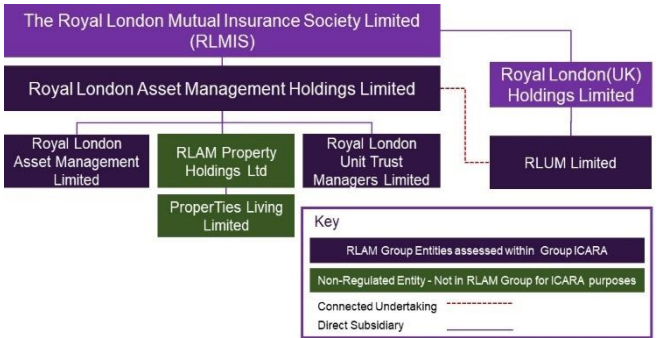 The Royal London Mutual Insurance Society Limited
(RLMIS)
Royal London Asset Management Holdings Limited
Royal London(UK)
Holdings Limited
Royal London
Asset Management
Limited
RLAM Property
Holdings Ltd
Royal London
Unit Trust
Managers Limited
RLUM Limited
ProperTies Living
Limited
Key
RLAM Group Entities assessed within Group ICARA
Non-Regulated Entity - Not in RLAM Group for ICARA purposes
Connected Undertaking
Direct Subsidiary